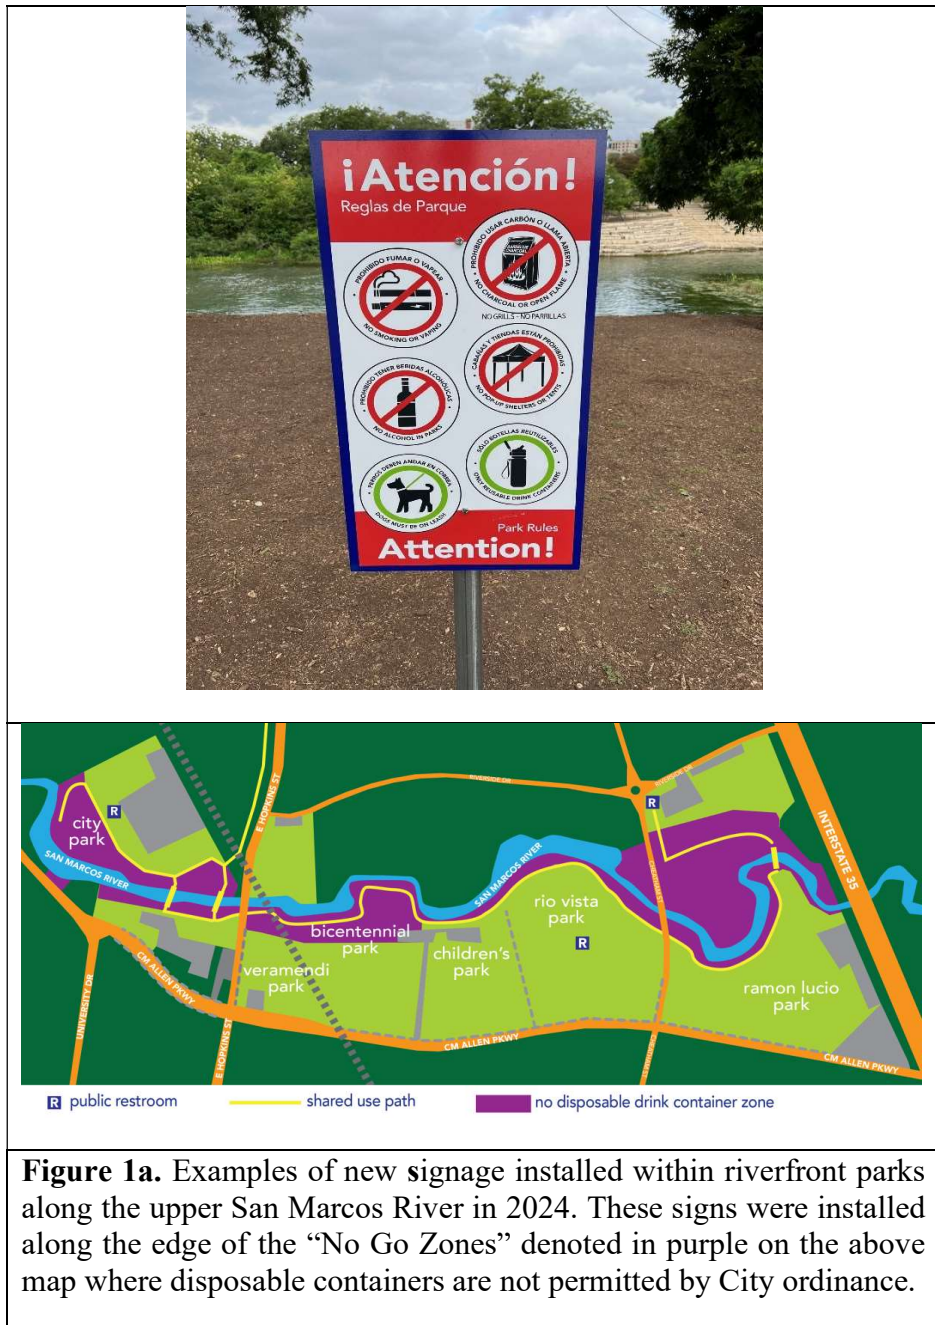 ¡Atención!
Reglas de Parque
PROHIBIDO FUMAR O VAPEAR
NO SMOKING OR VAPING
PROHIBIDO USAR CARBÓN O LLAMA ABIERTA
NO CHARCOAL OR OPEN FLAME
NO GRILLS - NO PARRILLAS
PROHIBIDO TENER BEBIDAS ALCOHÓLICAS
NO ALCOHOL IN PARKS
CABAÑAS Y TIENDAS ESTÁN PROHIBIDAS
NO POP-UP SHELTERS OR TENTS
PERROS DEBEN ANDAR EN CORREA
DOGS MUST BE ON LEASH
SÓLO BOTELLAS REUTILIZABLES
ONLY REUSABLE DRINK CONTAINERS
Park Rules
Attention!
RIVERSIDE DR
RIVERSIDE DR
E HOPKINS ST
R
R
city
park
SAN MARCOS RIVER
SAN MARCOS RIVER
INTERSTATE 35
rio vista
park
R
bicentennial
park
children's
park
veramendi
park
ramon lucio
park
UNIVERSITY DR
CM ALLEN PKWY
E HOPKINS ST
CM ALLEN PKWY
CM ALLEN PKWY
R public restroom
shared use path
no disposable drink container zone
Figure 1a. Examples of new signage installed within riverfront parks
along the upper San Marcos River in 2024. These signs were installed
along the edge of the “No Go Zones” denoted in purple on the above
map where disposable containers are not permitted by City ordinance.